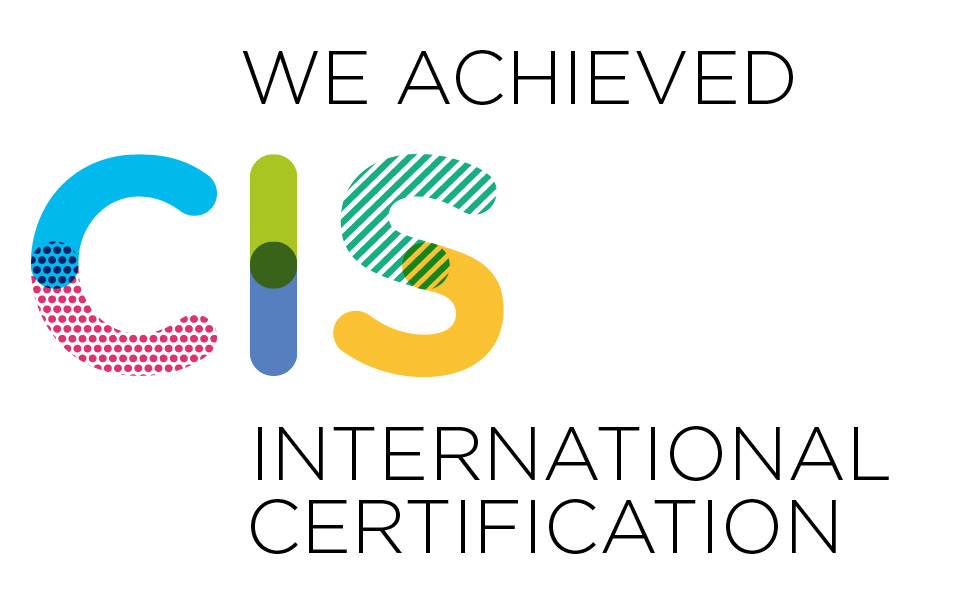 WE ACHIEVED
CIS
INTERNATIONAL
CERTIFICATION